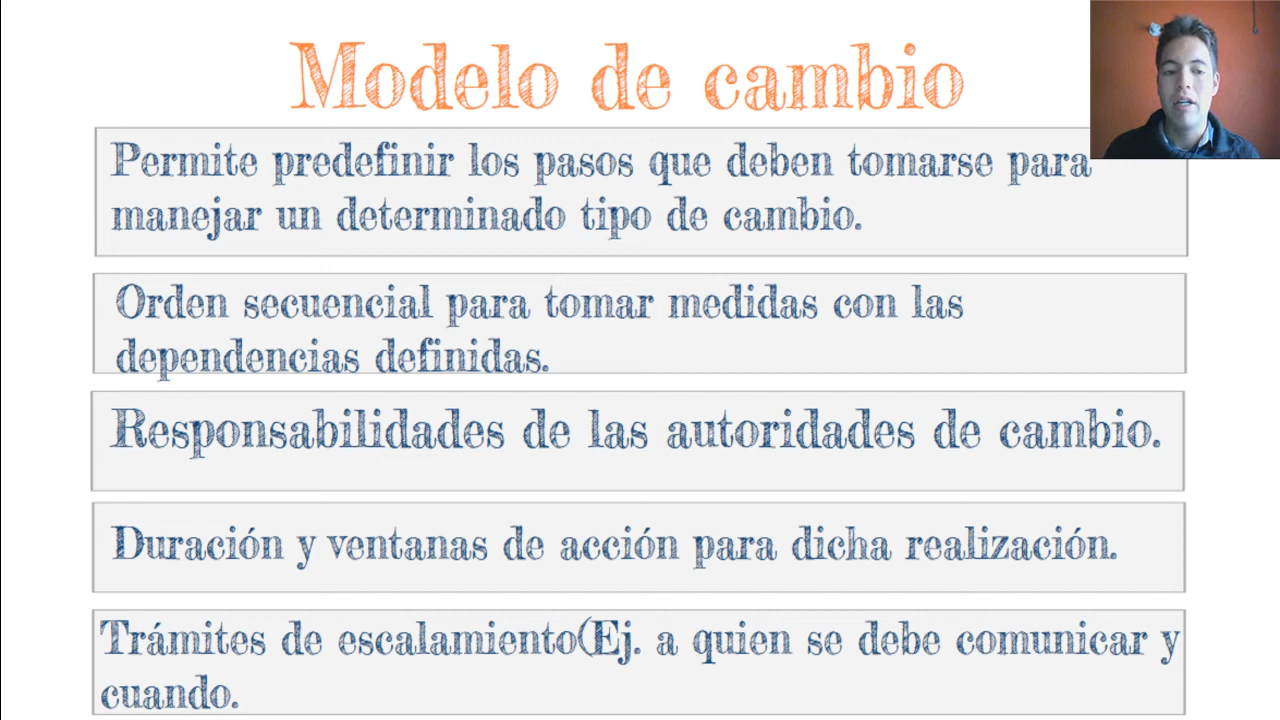 Modelo de cambio
Permite predefinir los pasos que deben tomarse para
manejar un determinado tipo de cambio.
Orden secuencial para tomar medidas con las
dependencias definidas.
Responsabilidades de las autoridades de cambio.
Duración y ventanas de acción para dicha realización.
Trámites de escalamiento(Ej. a quien se debe comunicar y
cuando.